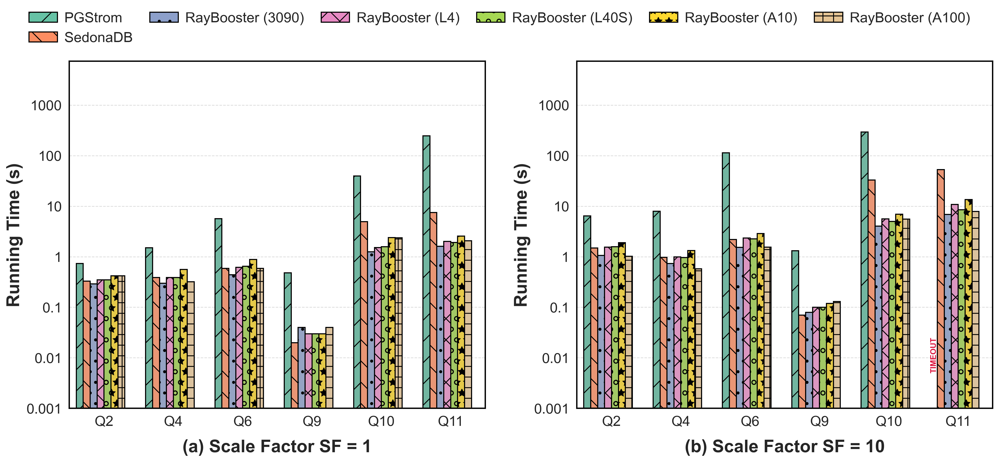 PGStrom
RayBooster (3090)
RayBooster (L4)
RayBooster (L40S)
RayBooster (A10)
RayBooster (A100)
SedonaDB
Running Time (s)
1000
100
10
1
0.1
0.01
0.001
Q2
Q4
Q6
Q9
Q10
Q11
(a) Scale Factor SF = 1
Running Time (s)
1000
100
10
1
0.1
0.01
0.001
TIMEOUT
Q2
Q4
Q6
Q9
Q10
Q11
(b) Scale Factor SF = 10